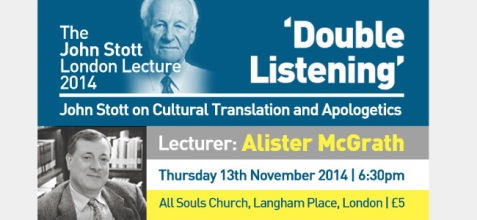 The
John Stott
London Lecture
2014
‘Double
Listening’
John Stott on Cultural Translation and Apologetics
Lecturer: Alister McGrath
Thursday 13th November 2014 | 6:30pm
All Souls Church, Langham Place, London | £5